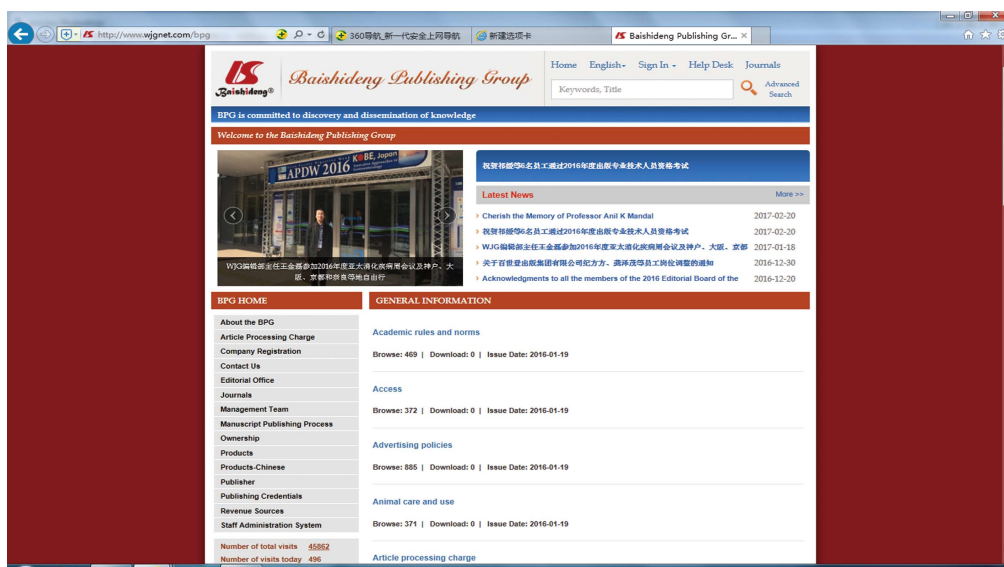 http://www.wjgnet.com/bpg
360导航_新一代安全上网导航
新建选项卡
Baishideng Publishing Gr...
Baishideng®
Baishideng Publishing Group
Home English Sign In Help Desk Journals
Keywords, Title
Advanced Search
BPG is committed to discovery and dissemination of knowledge
Welcome to the Baishideng Publishing Group
APDW 2016 KOBE, Japan
WJG编辑部主任王金磊参加2016年度亚太消化疾病周会议及神户、大
阪、京都和奈良等地自由行
祝贺祁媛等6名员工通过2016年度出版专业技术人员资格考试
Latest News More >>
Cherish the Memory of Professor Anil K Mandal 2017-02-20
祝贺祁媛等6名员工通过2016年度出版专业技术人员资格考试 2017-02-20
WJG编辑部主任王金磊参加2016年度亚太消化疾病周会议及神户、大阪、京都 2017-01-18
关于百世登出版集团有限公司纪方方、龚泽茂等员工岗位调整的通知 2016-12-30
Acknowledgments to all the members of the 2016 Editorial Board of the 2016-12-20
BPG HOME
About the BPG
Article Processing Charge
Company Registration
Contact Us
Editorial Office
Journals
Management Team
Manuscript Publishing Process
Ownership
Products
Products-Chinese
Publisher
Publishing Credentials
Revenue Sources
Staff Administration System
Number of total visits 45862
Number of visits today 496
GENERAL INFORMATION
Academic rules and norms
Browse: 469 | Download: 0 | Issue Date: 2016-01-19
Access
Browse: 372 | Download: 0 | Issue Date: 2016-01-19
Advertising policies
Browse: 885 | Download: 0 | Issue Date: 2016-01-19
Animal care and use
Browse: 371 | Download: 0 | Issue Date: 2016-01-19
Article processing charge